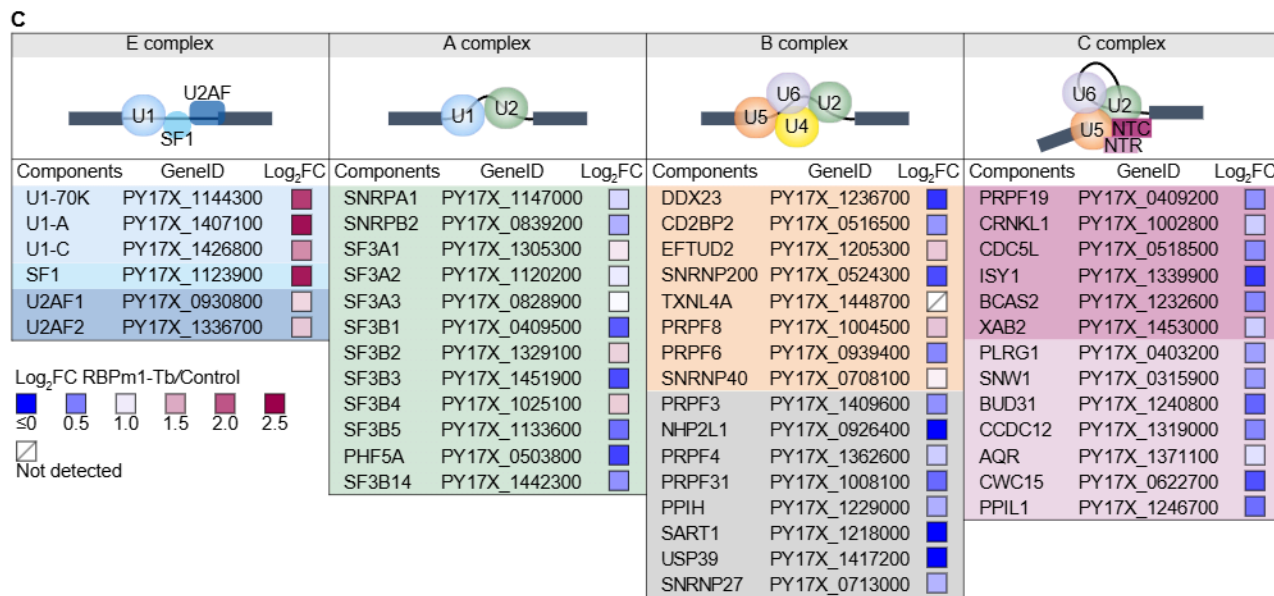 C
E complex
U1
SF1
U2AF
Components GeneID Log₂FC
U1-70K PY17X_1144300
U1-A PY17X_1407100
U1-C PY17X_1426800
SF1 PY17X_1123900
U2AF1 PY17X_0930800
U2AF2 PY17X_1336700
Log₂FC RBPm1-Tb/Control
≤0 0.5 1.0 1.5 2.0 2.5
Not detected
A complex
U1 U2
Components GeneID Log₂FC
SNRPA1 PY17X_1147000
SNRPB2 PY17X_0839200
SF3A1 PY17X_1305300
SF3A2 PY17X_1120200
SF3A3 PY17X_0828900
SF3B1 PY17X_0409500
SF3B2 PY17X_1329100
SF3B3 PY17X_1451900
SF3B4 PY17X_1025100
SF3B5 PY17X_1133600
PHF5A PY17X_0503800
SF3B14 PY17X_1442300
B complex
U6 U2
U5 U4
Components GeneID Log₂FC
DDX23 PY17X_1236700
CD2BP2 PY17X_0516500
EFTUD2 PY17X_1205300
SNRNP200 PY17X_0524300
TXNL4A PY17X_1448700
PRPF8 PY17X_1004500
PRPF6 PY17X_0939400
SNRNP40 PY17X_0708100
PRPF3 PY17X_1409600
NHP2L1 PY17X_0926400
PRPF4 PY17X_1362600
PRPF31 PY17X_1008100
PPIH PY17X_1229000
SART1 PY17X_1218000
USP39 PY17X_1417200
SNRNP27 PY17X_0713000
C complex
U6 U2
U5 NTC
NTR
Components GeneID Log₂FC
PRPF19 PY17X_0409200
CRNKL1 PY17X_1002800
CDC5L PY17X_0518500
ISY1 PY17X_1339900
BCAS2 PY17X_1232600
XAB2 PY17X_1453000
PLRG1 PY17X_0403200
SNW1 PY17X_0315900
BUD31 PY17X_1240800
CCDC12 PY17X_1319000
AQR PY17X_1371100
CWC15 PY17X_0622700
PPIL1 PY17X_1246700